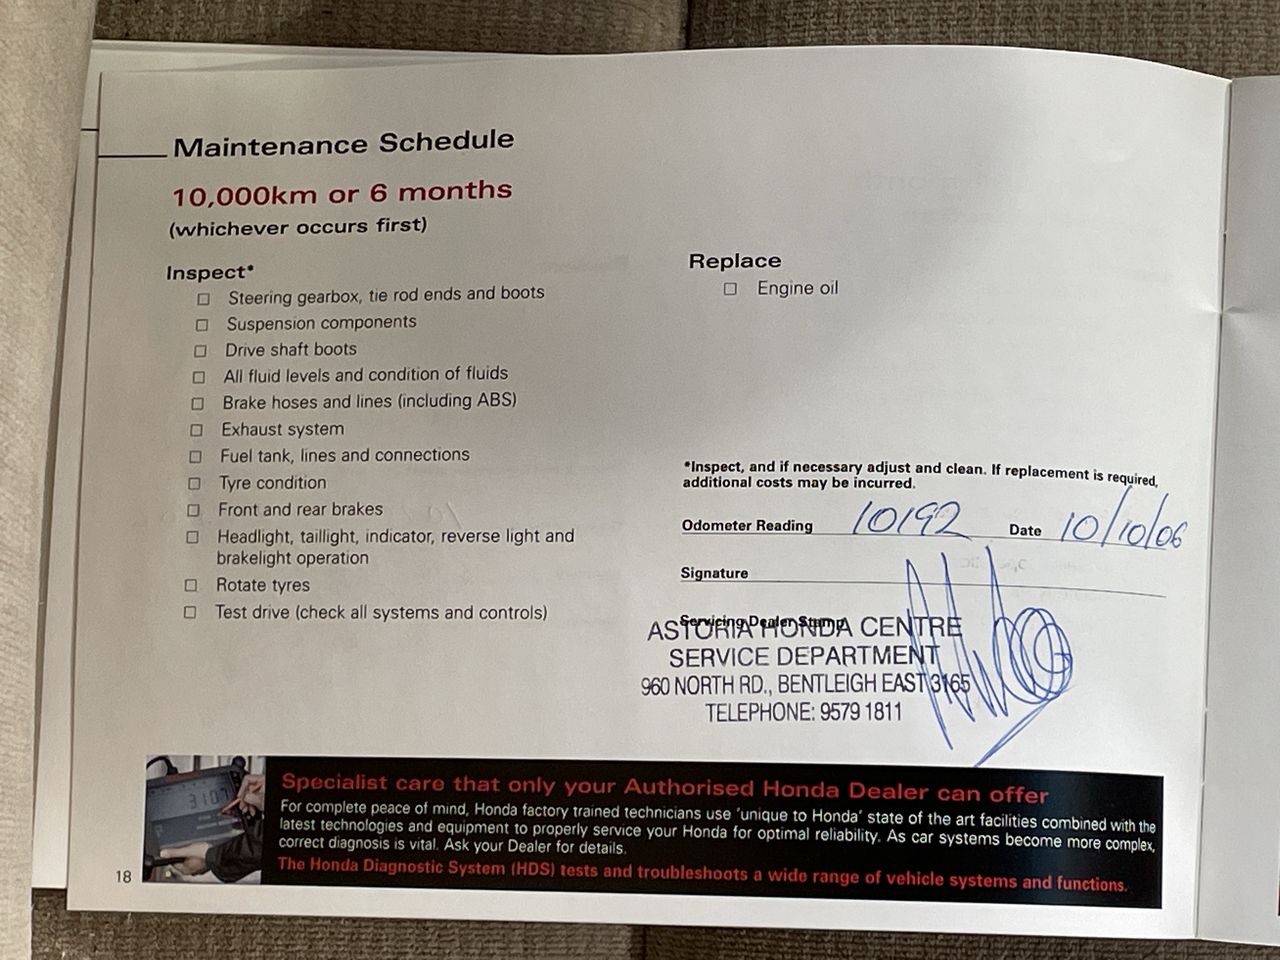 Maintenance Schedule
10,000km or 6 months
(whichever occurs first)
Inspect*
Steering gearbox, tie rod ends and boots
Suspension components
Drive shaft boots
All fluid levels and condition of fluids
Brake hoses and lines (including ABS)
Exhaust system
Fuel tank, lines and connections
Tyre condition
Front and rear brakes
Headlight, taillight, indicator, reverse light and
brakelight operation
Rotate tyres
Test drive (check all systems and controls)
Replace
Engine oil
*Inspect, and if necessary adjust and clean. If replacement is required,
additional costs may be incurred.
Odometer Reading 10192 Date 10/10/06
Signature
Servicing Dealer Stamp
ASTORIA HONDA CENTRE
SERVICE DEPARTMENT
960 NORTH RD., BENTLEIGH EAST 3165
TELEPHONE: 9579 1811
3107
Specialist care that only your Authorised Honda Dealer can offer
For complete peace of mind, Honda factory trained technicians use 'unique to Honda' state of the art facilities combined with the
latest technologies and equipment to properly service your Honda for optimal reliability. As car systems become more complex,
correct diagnosis is vital. Ask your Dealer for details.
The Honda Diagnostic System (HDS) tests and troubleshoots a wide range of vehicle systems and functions.
18